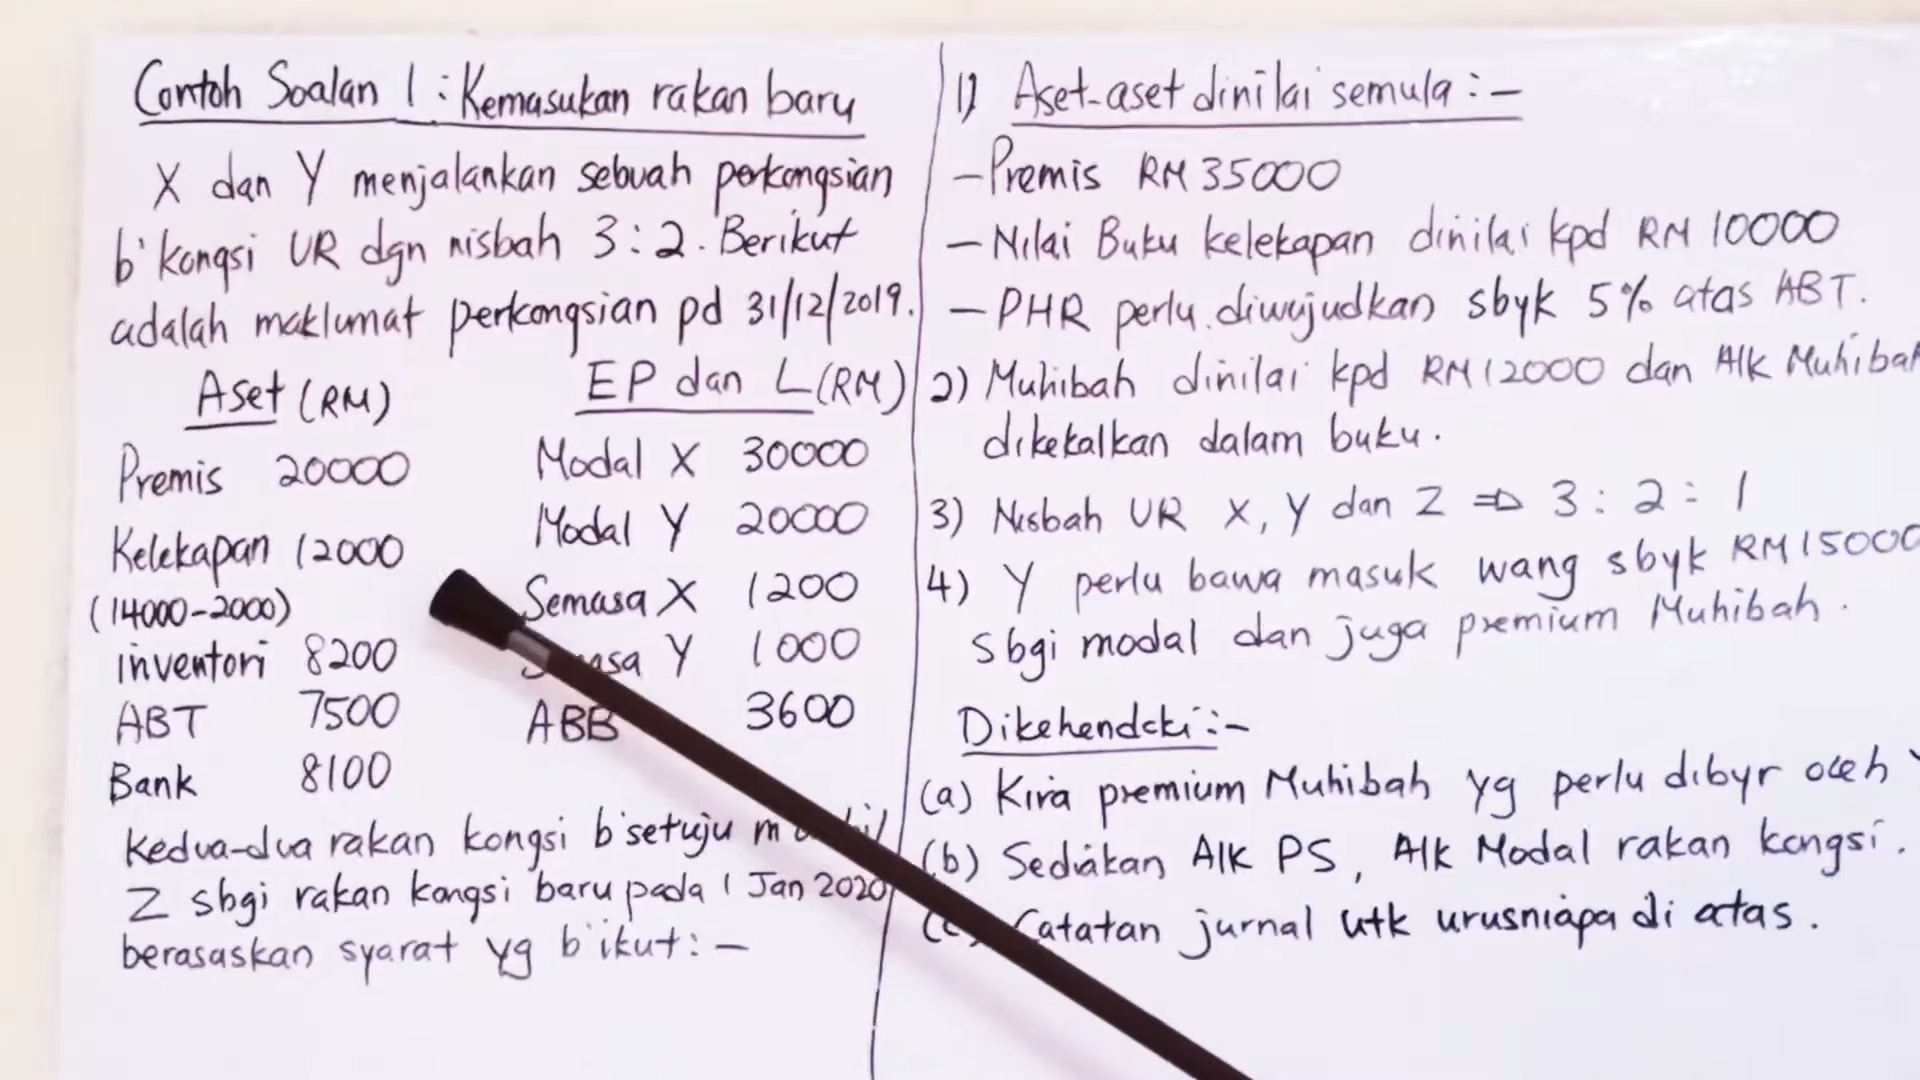 Contoh Soalan 1 : Kemasukan rakan baru
X dan Y menjalankan sebuah perkongsian
b'kongsi UR dgn nisbah 3 : 2. Berikut
adalah maklumat perkongsian pd 31/12/2019.
Aset (RM)
Premis 20000
Kelekapan 12000
(14000-2000)
inventori 8200
ABT 7500
Bank 8100
EP dan L (RM)
Modal X 30000
Modal Y 20000
Semasa X 1200
Y 1000
ABB 3600
Kedua-dua rakan kongsi b'setuju
Z sbgi rakan kongsi baru pada 1 Jan 2020
berasaskan syarat yg b'ikut : -
1) Aset-aset dinilai semula : -
- Premis RM 35000
- Nilai Buku kelekapan dinilai kpd RM 10000
- PHR perlu diwujudkan sbyk 5% atas ABT.
2) Muhibah dinilai kpd RM 12000 dan A/k Muhibah
dikekalkan dalam buku.
3) Nisbah UR X, Y dan Z ⇒ 3 : 2 : 1
4) Y perlu bawa masuk wang sbyk RM 15000
sbgi modal dan juga premium Muhibah.
Dikehendcki : -
(a) Kira premium Muhibah yg perlu dibyr oleh
(b) Sediakan A/k PS, A/k Modal rakan kongsi.
Catatan jurnal utk urusniapa di atas.